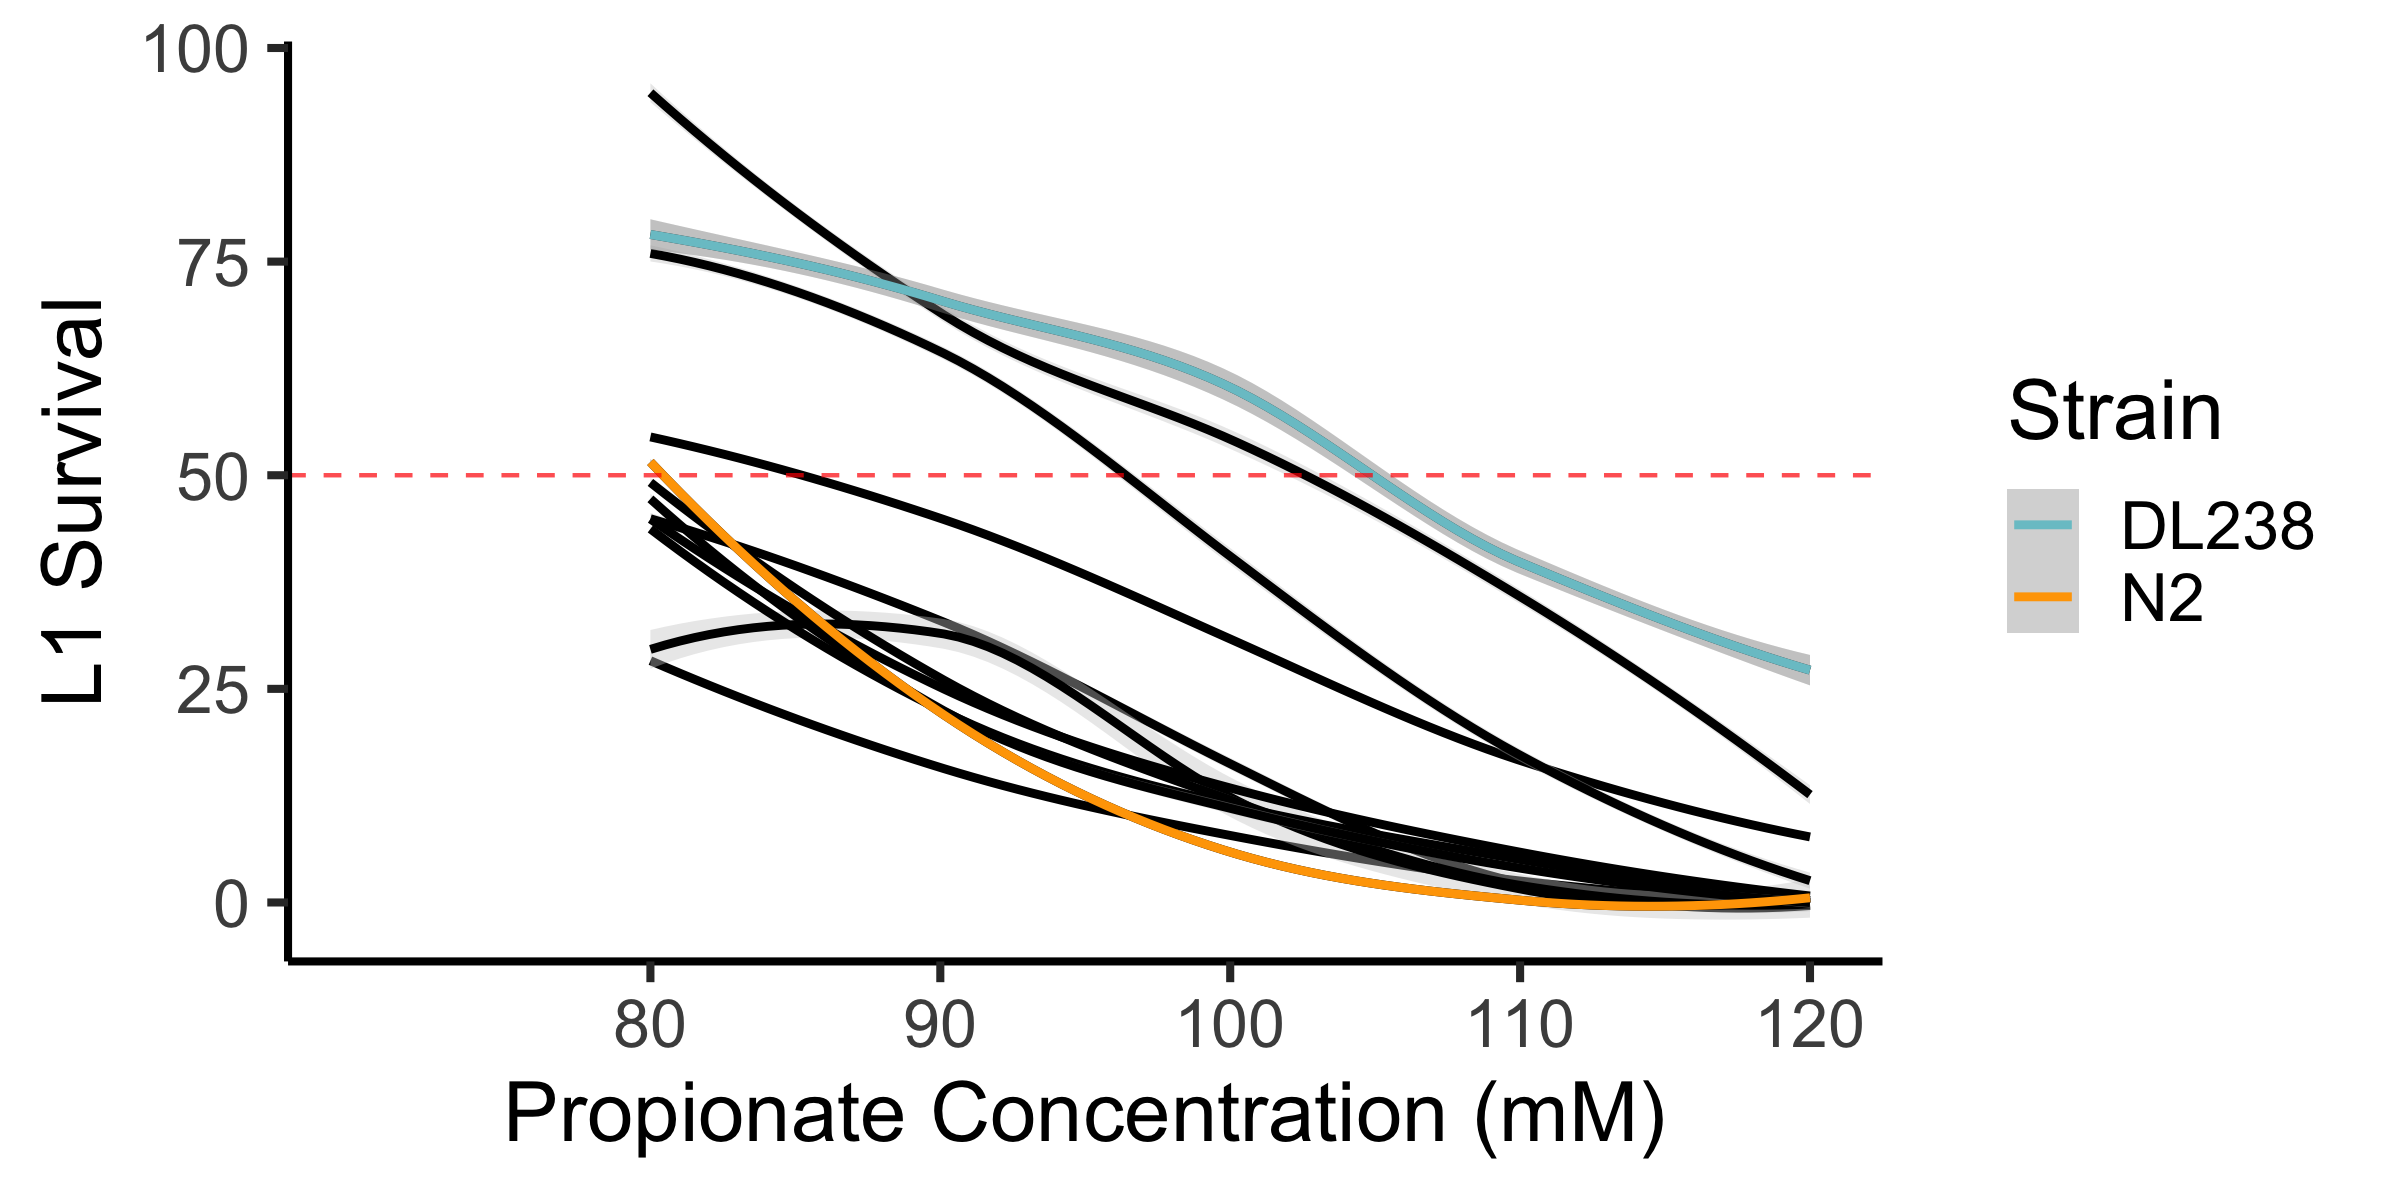 100
75
50
25
0
L1 Survival
80 90 100 110 120
Propionate Concentration (mM)
Strain
DL238
N2